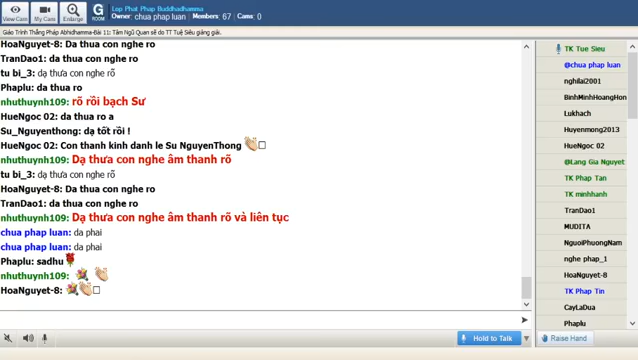 View Cam
My Cam
Enlarge
G
ROOM
Lop Phat Phap Buddhadhamma
Owner: chua phap luan Members: 67 Cams: 0
Giáo Trình Thắng Pháp Abhidhamma-Bài 11: Tâm Ngũ Quan sẽ do TT Tuệ Siêu giảng giải.
HoaNguyet-8: Da thua con nghe ro
TranDao1: da thua con nghe ro
tu bi_3: dạ thưa con nghe rõ
Phaplu: da thua ro
nhuthuynh109: rõ rồi bạch Sư
HueNgoc 02: da thua ro a
Su_Nguyenthong: dạ tốt rồi !
HueNgoc 02: Con thanh kinh danh le Su NguyenThong
nhuthuynh109: Dạ thưa con nghe âm thanh rõ
tu bi_3: dạ thưa con nghe rõ
HoaNguyet-8: Da thua con nghe ro
TranDao1: da thua con nghe ro
nhuthuynh109: Dạ thưa con nghe âm thanh rõ và liên tục
chua phap luan: da phai
chua phap luan: da phai
Phaplu: sadhu
nhuthuynh109:
HoaNguyet-8:
Hold to Talk
TK Tue Sieu
@chua phap luan
nghilai2001
BinhMinhHoangHon
Lukhach
Huyenmong2013
HueNgoc 02
@Lang Gia Nguyet
TK Phap Tan
TK minhhanh
TranDao1
MUDITA
NguoiPhuongNam
nghe phap_1
HoaNguyet-8
TK Phap Tin
CayLaDua
Phaplu
Raise Hand